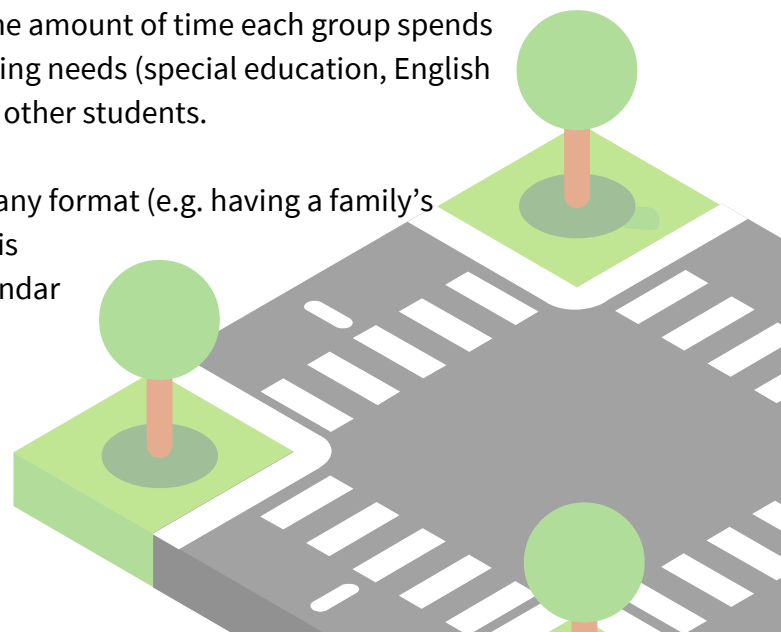 ne amount of time each group spends
ing needs (special education, English
other students.
any format (e.g. having a family’s
is
ndar